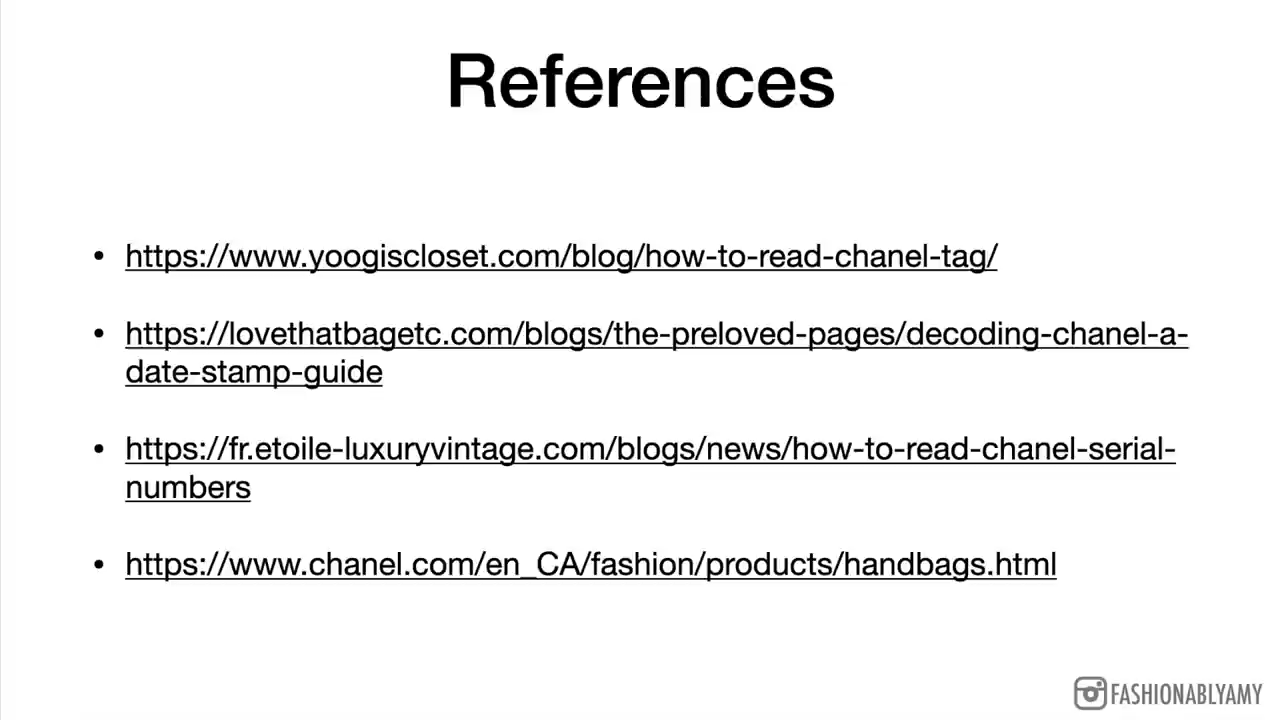 References
• https://www.yoogiscloset.com/blog/how-to-read-chanel-tag/
• https://lovethatbagetc.com/blogs/the-preloved-pages/decoding-chanel-a-
date-stamp-guide
• https://fr.etoile-luxuryvintage.com/blogs/news/how-to-read-chanel-serial-
numbers
• https://www.chanel.com/en_CA/fashion/products/handbags.html
FASHIONABLYAMY